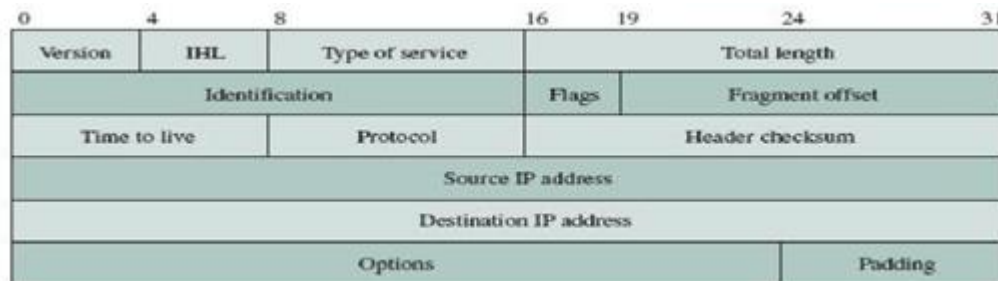 0 4 8 16 19 24 31
Version IHL Type of service Total length
Identification Flags Fragment offset
Time to live Protocol Header checksum
Source IP address
Destination IP address
Options Padding